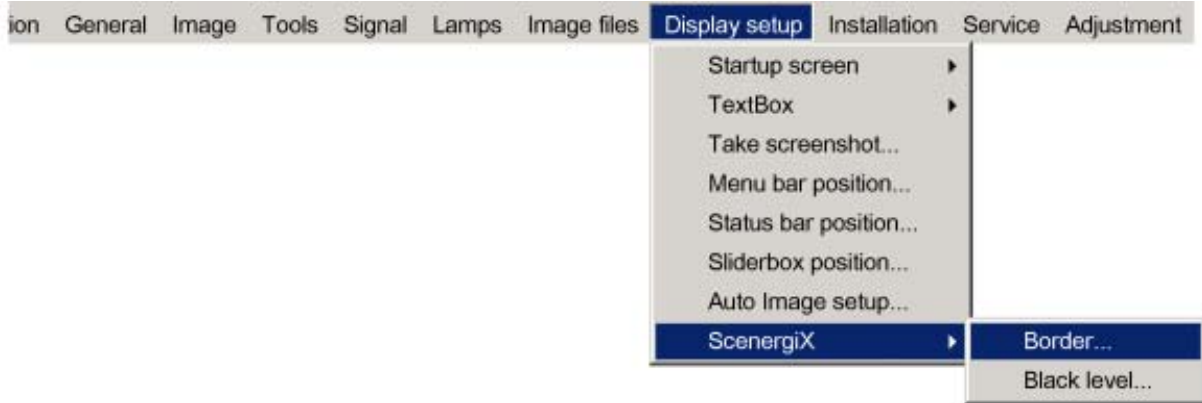 ion General Image Tools Signal Lamps Image files Display setup Installation Service Adjustment
Startup screen
TextBox
Take screenshot...
Menu bar position...
Status bar position...
Sliderbox position...
Auto Image setup...
ScenergiX Border...
Black level...